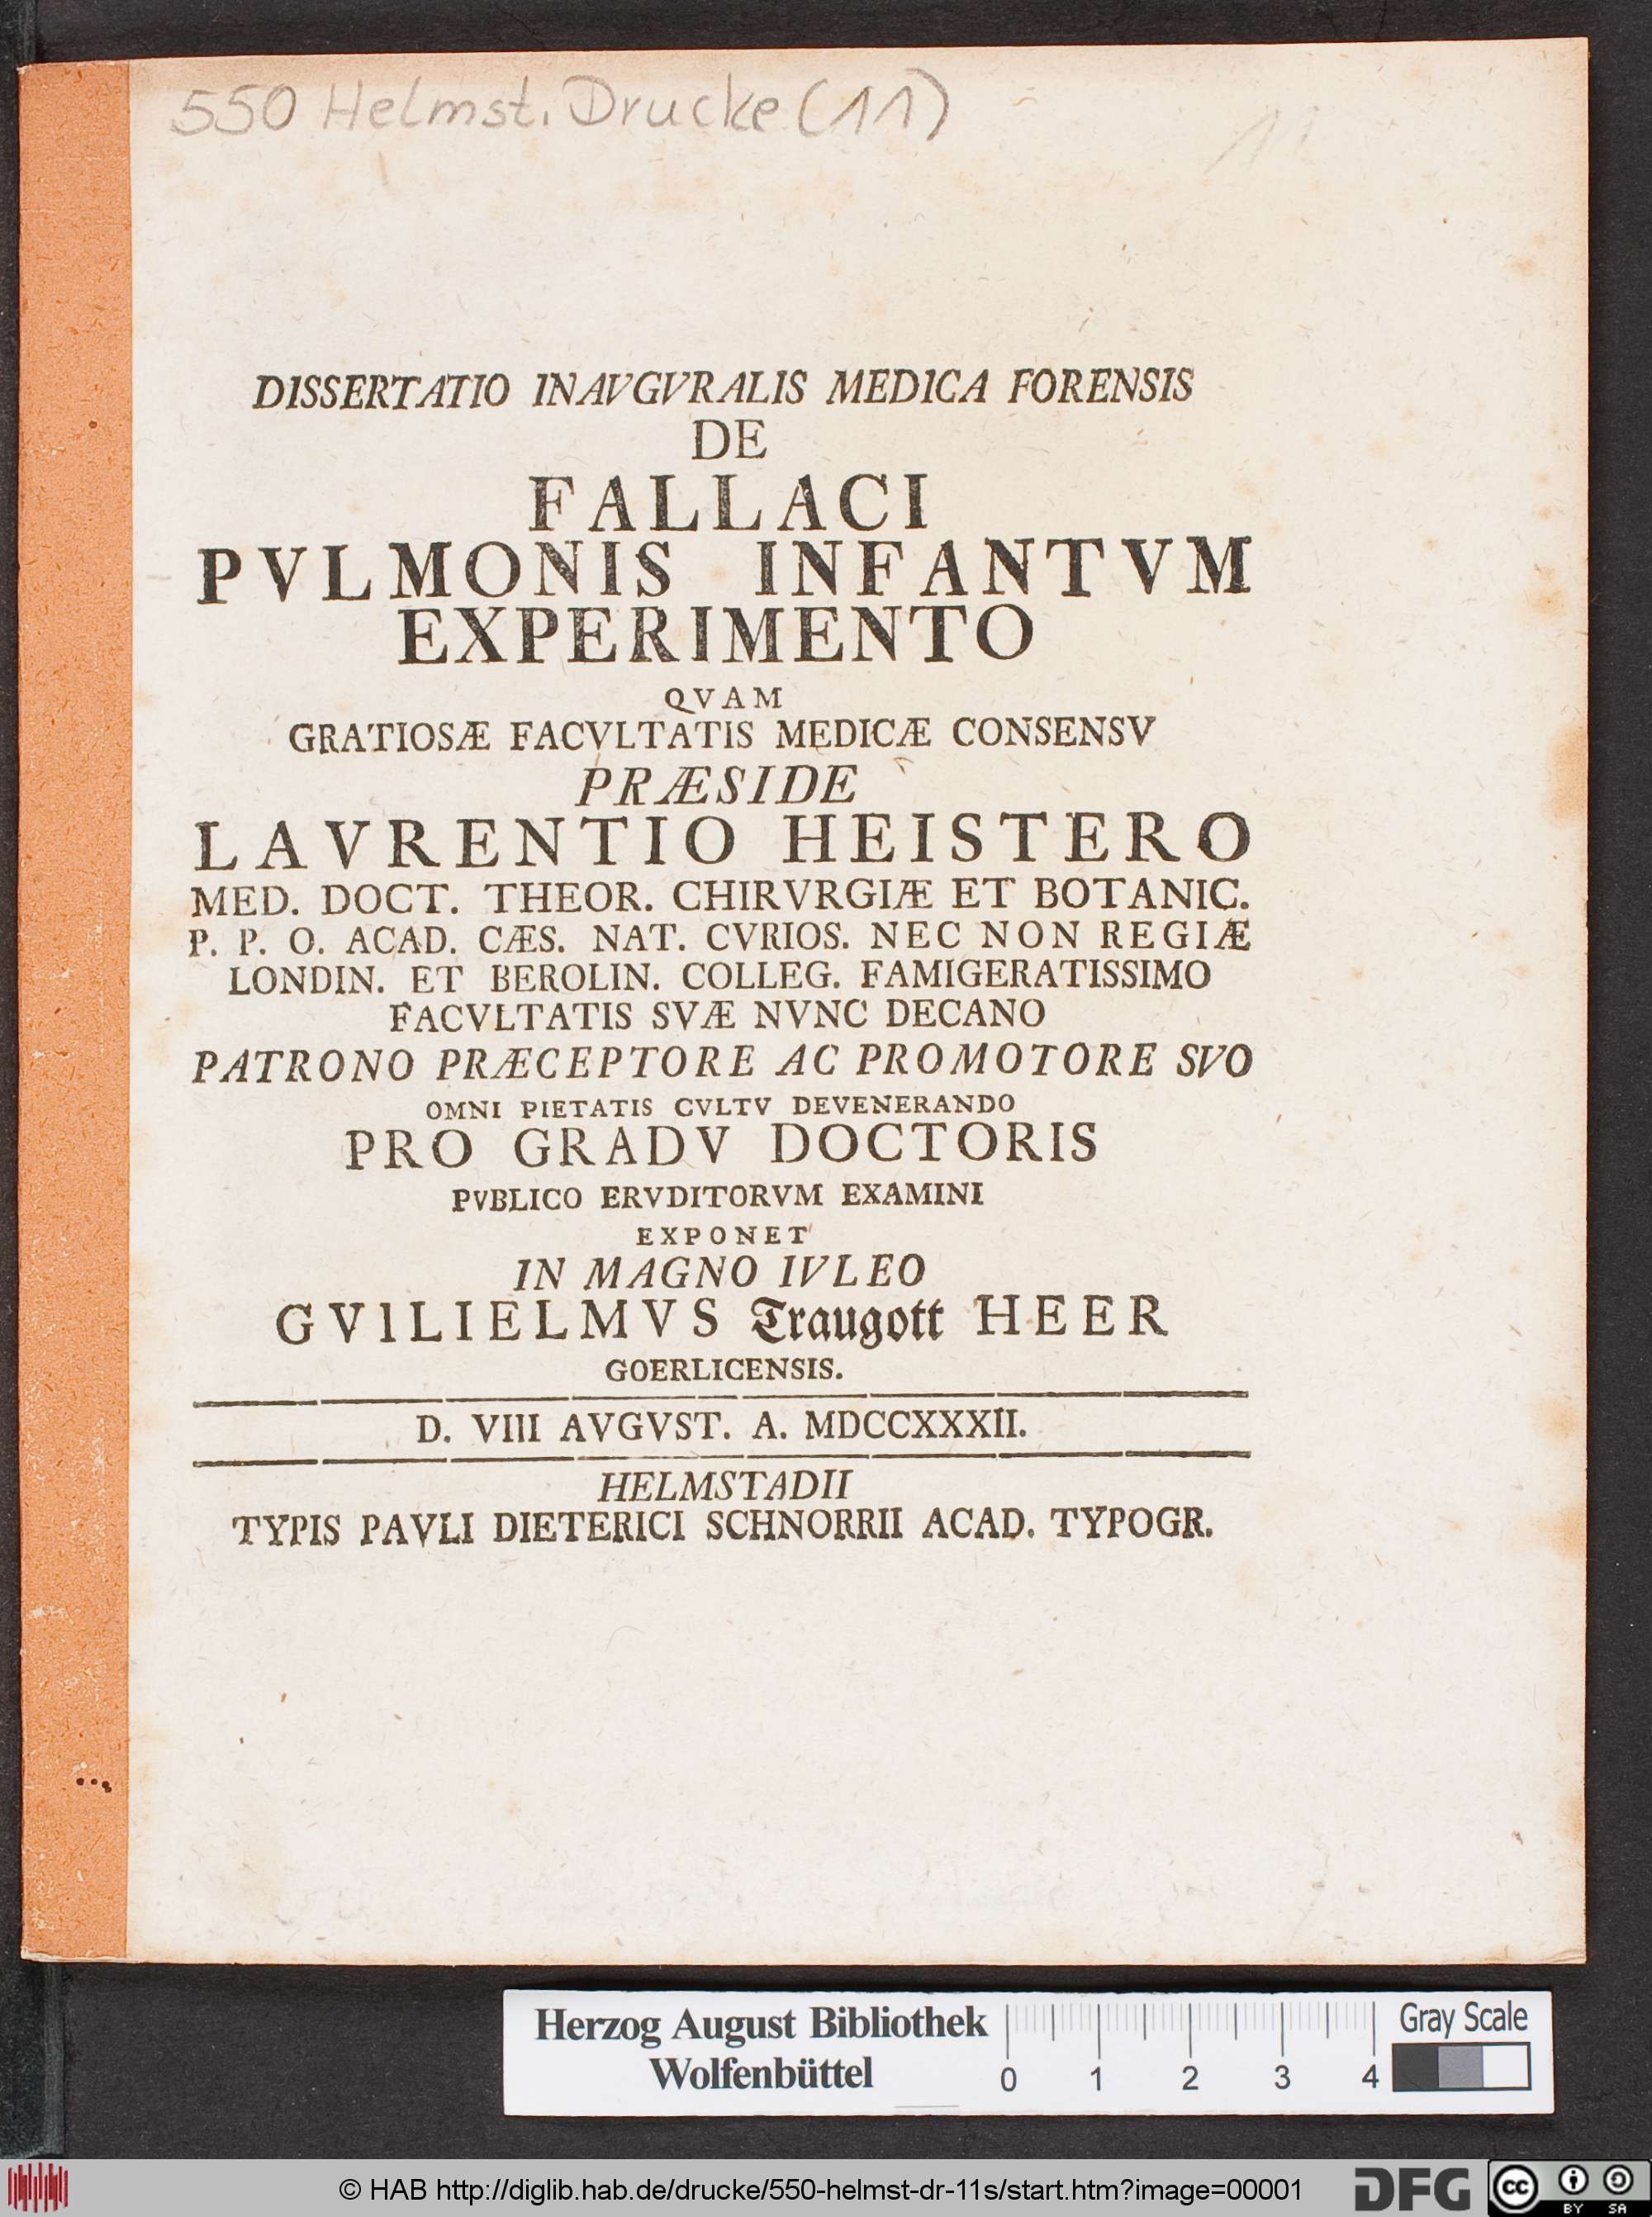 550 Helmst. Drucke (11)
11
DISSERTATIO INAVGVRALIS MEDICA FORENSIS
DE
FALLACI
PVLMONIS INFANTVM
EXPERIMENTO
QVAM
GRATIOSÆ FACVLTATIS MEDICÆ CONSENSV
PRÆSIDE
LAVRENTIO HEISTERO
MED. DOCT. THEOR. CHIRVRGIÆ ET BOTANIC.
P. P. O. ACAD. CÆS. NAT. CVRIOS. NEC NON REGIÆ
LONDIN. ET BEROLIN. COLLEG. FAMIGERATISSIMO
FACVLTATIS SVÆ NVNC DECANO
PATRONO PRÆCEPTORE AC PROMOTORE SVO
OMNI PIETATIS CVLTV DEVENERANDO
PRO GRADV DOCTORIS
PVBLICO ERVDITORVM EXAMINI
EXPONET
IN MAGNO IVLEO
GVILIELMVS Traugott HEER
GOERLICENSIS.
D. VIII AVGVST. A. MDCCXXXII.
HELMSTADII
TYPIS PAVLI DIETERICI SCHNORRII ACAD. TYPOGR.
Herzog August Bibliothek
Wolfenbüttel
0 1 2 3 4
Gray Scale
© HAB http://diglib.hab.de/drucke/550-helmst-dr-11s/start.htm?image=00001
DFG
cc BY SA